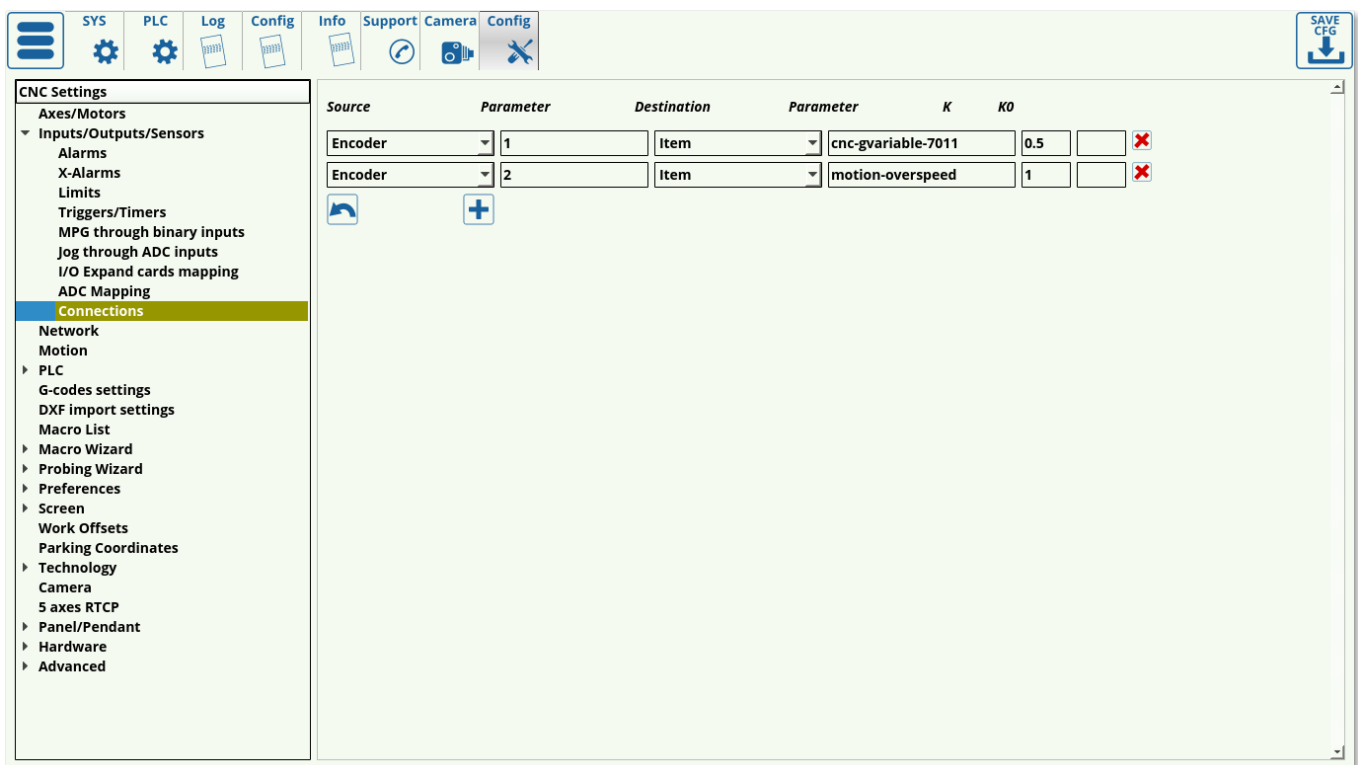 SYS PLC Log Config Info Support Camera Config SAVE
CFG
CNC Settings
Axes/Motors
Inputs/Outputs/Sensors
Alarms
X-Alarms
Limits
Triggers/Timers
MPG through binary inputs
Jog through ADC inputs
I/O Expand cards mapping
ADC Mapping
Connections
Network
Motion
PLC
G-codes settings
DXF import settings
Macro List
Macro Wizard
Probing Wizard
Preferences
Screen
Work Offsets
Parking Coordinates
Technology
Camera
5 axes RTCP
Panel/Pendant
Hardware
Advanced
Source Parameter Destination Parameter K K0
Encoder 1 Item cnc-gvariable-7011 0.5
Encoder 2 Item motion-overspeed 1